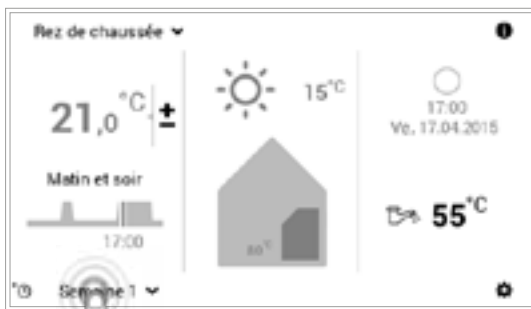 Rez de chaussée
21,0 °C ±
15°C
17:00
Ve, 17.04.2015
Matin et soir
17:00
80°C
55°C
Semaine 1